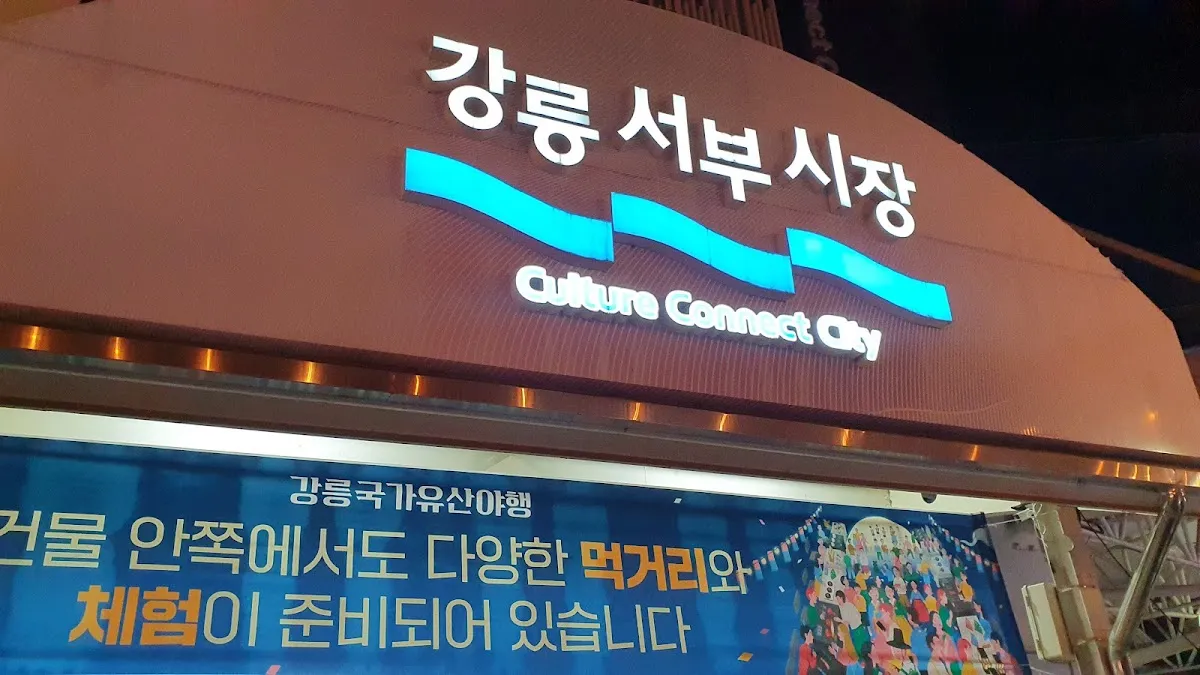 강릉 서부 시장
Culture Connect City
강릉국가유산야행
건물 안쪽에서도 다양한 먹거리와
체험이 준비되어 있습니다